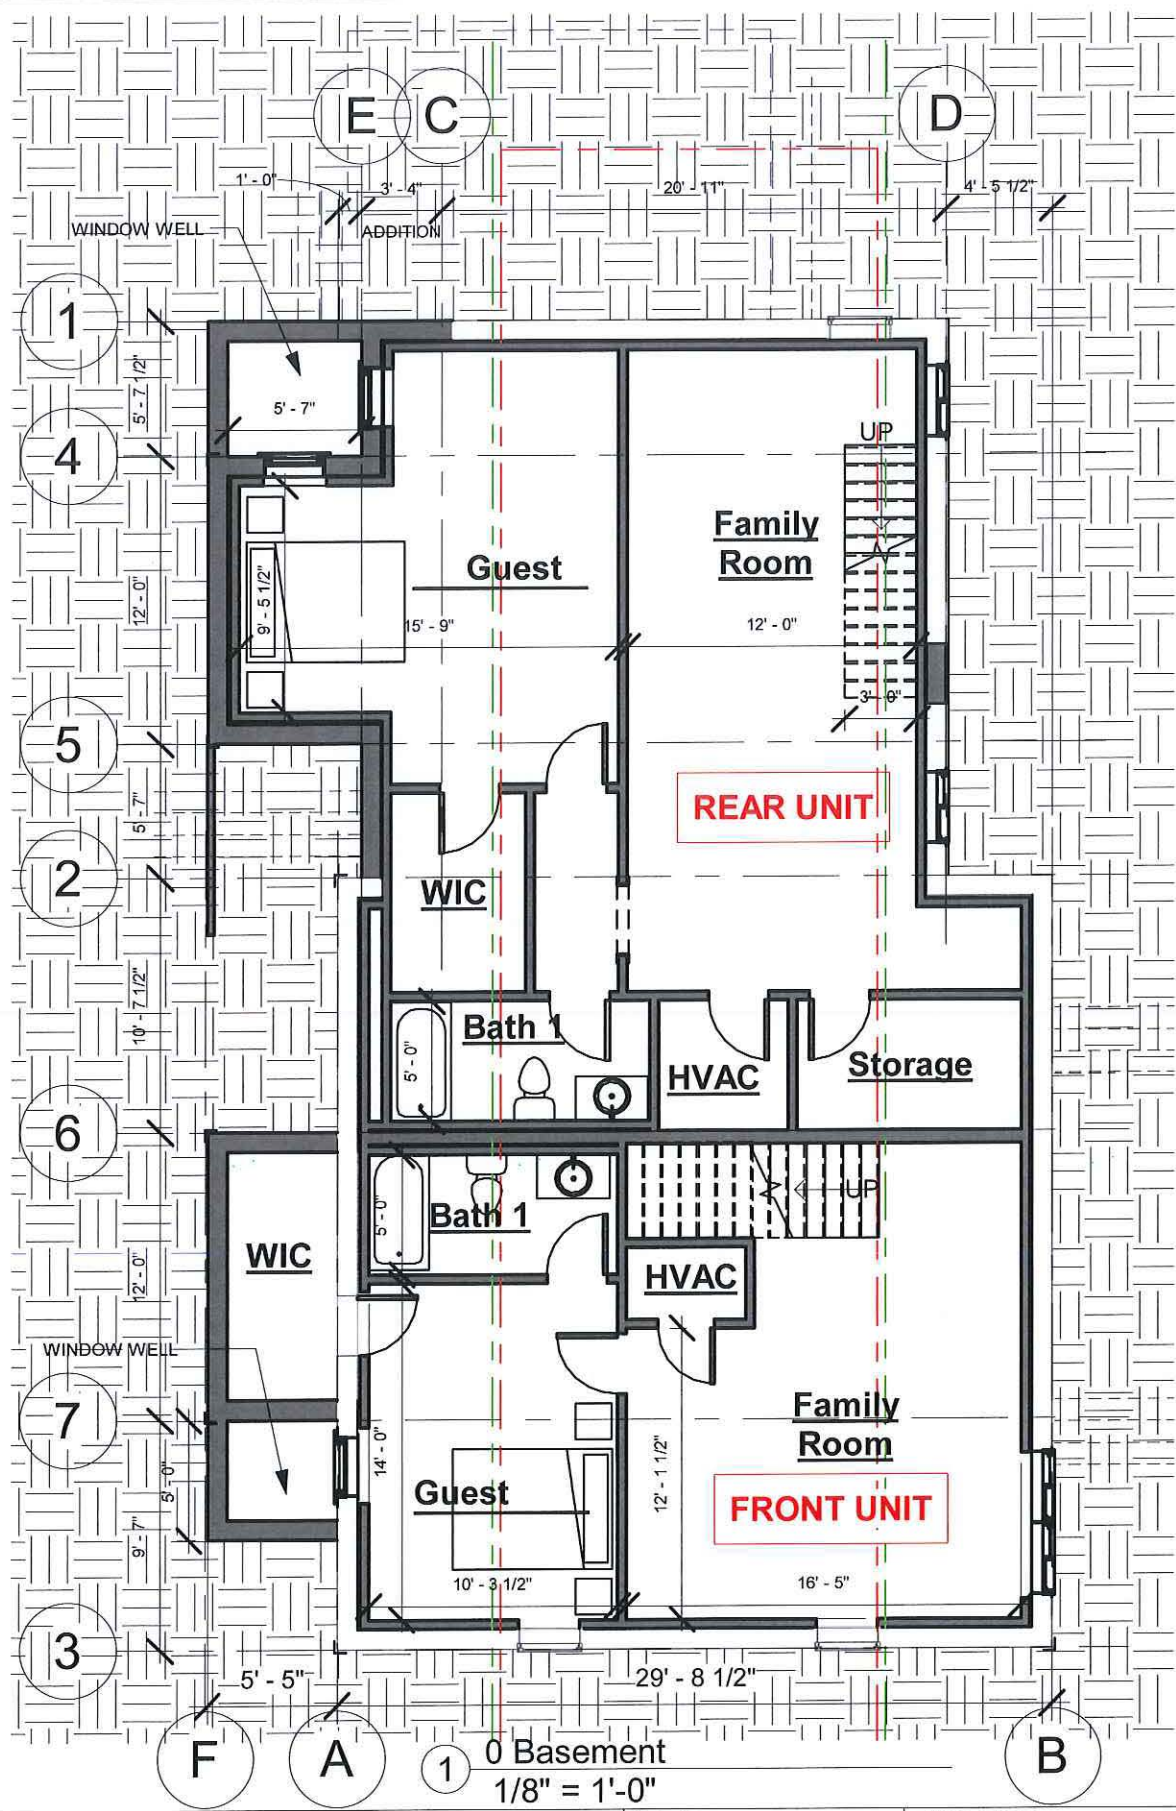 E
C
D
1' - 0"
3' - 4"
20' - 11"
4' - 5 1/2"
WINDOW WELL
ADDITION
1
5' - 7 1/2"
5' - 7"
4
UP
Family
Room
Guest
12' - 0"
9' - 5 1/2"
15' - 9"
12' - 0"
3' - 0"
5
REAR UNIT
5' - 7"
2
WIC
10' - 7 1/2"
Bath 1
5' - 0"
HVAC
Storage
6
5' - 0"
Bath 1
UP
WIC
HVAC
12' - 0"
WINDOW WELL
7
Family
Room
14' - 0"
12' - 1 1/2"
5' - 0"
Guest
FRONT UNIT
9' - 7"
10' - 3 1/2"
16' - 5"
3
5' - 5"
29' - 8 1/2"
F
A
B
1
0 Basement
1/8" = 1'-0"